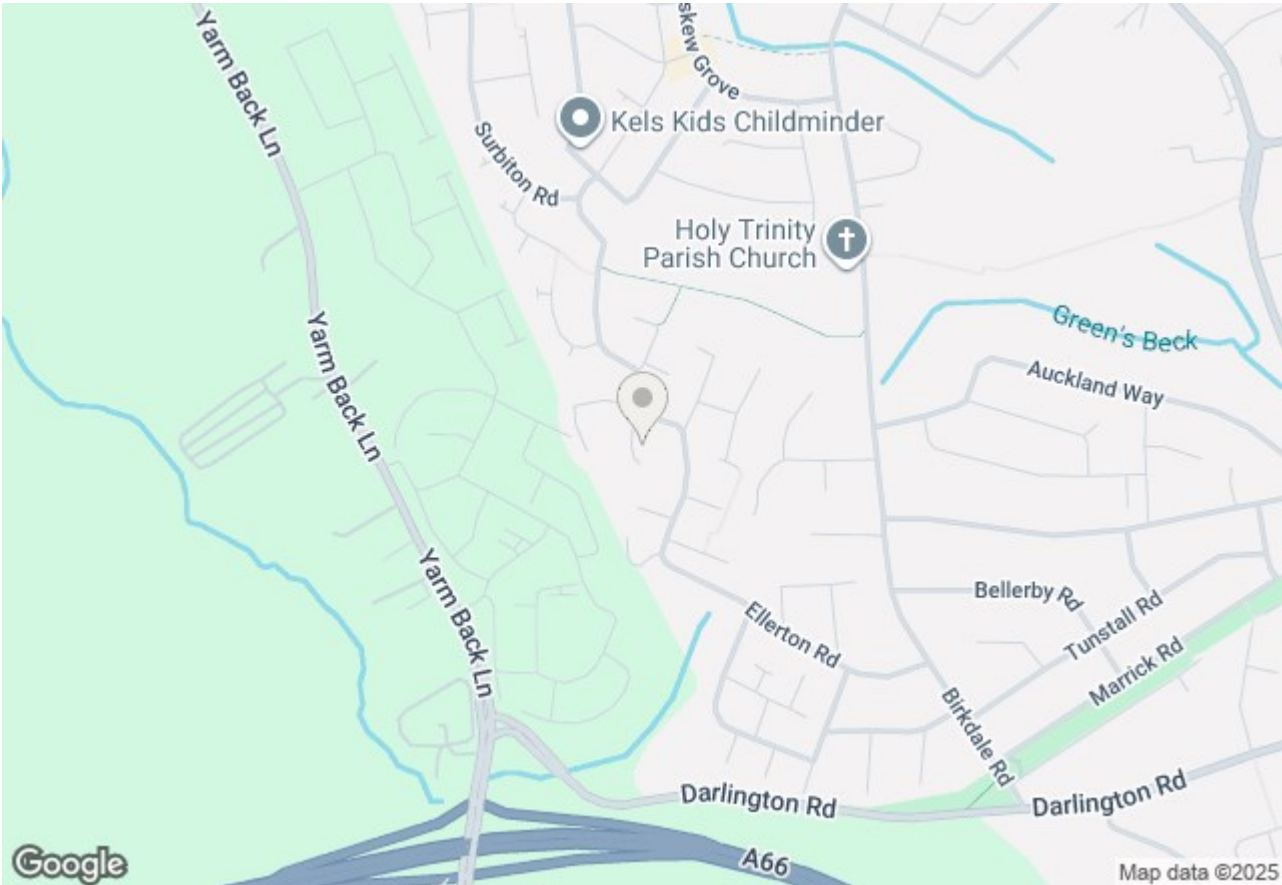 Yarm Back Ln
skew Grove
Kels Kids Childminder
Surbiton Rd
Holy Trinity
Parish Church
Yarm Back Ln
Green's Beck
Auckland Way
Yarm Back Ln
Bellerby Rd
Tunstall Rd
Ellerton Rd
Marrick Rd
Birkdale Rd
Darlington Rd
Darlington Rd
A66
Google
Map data ©2025